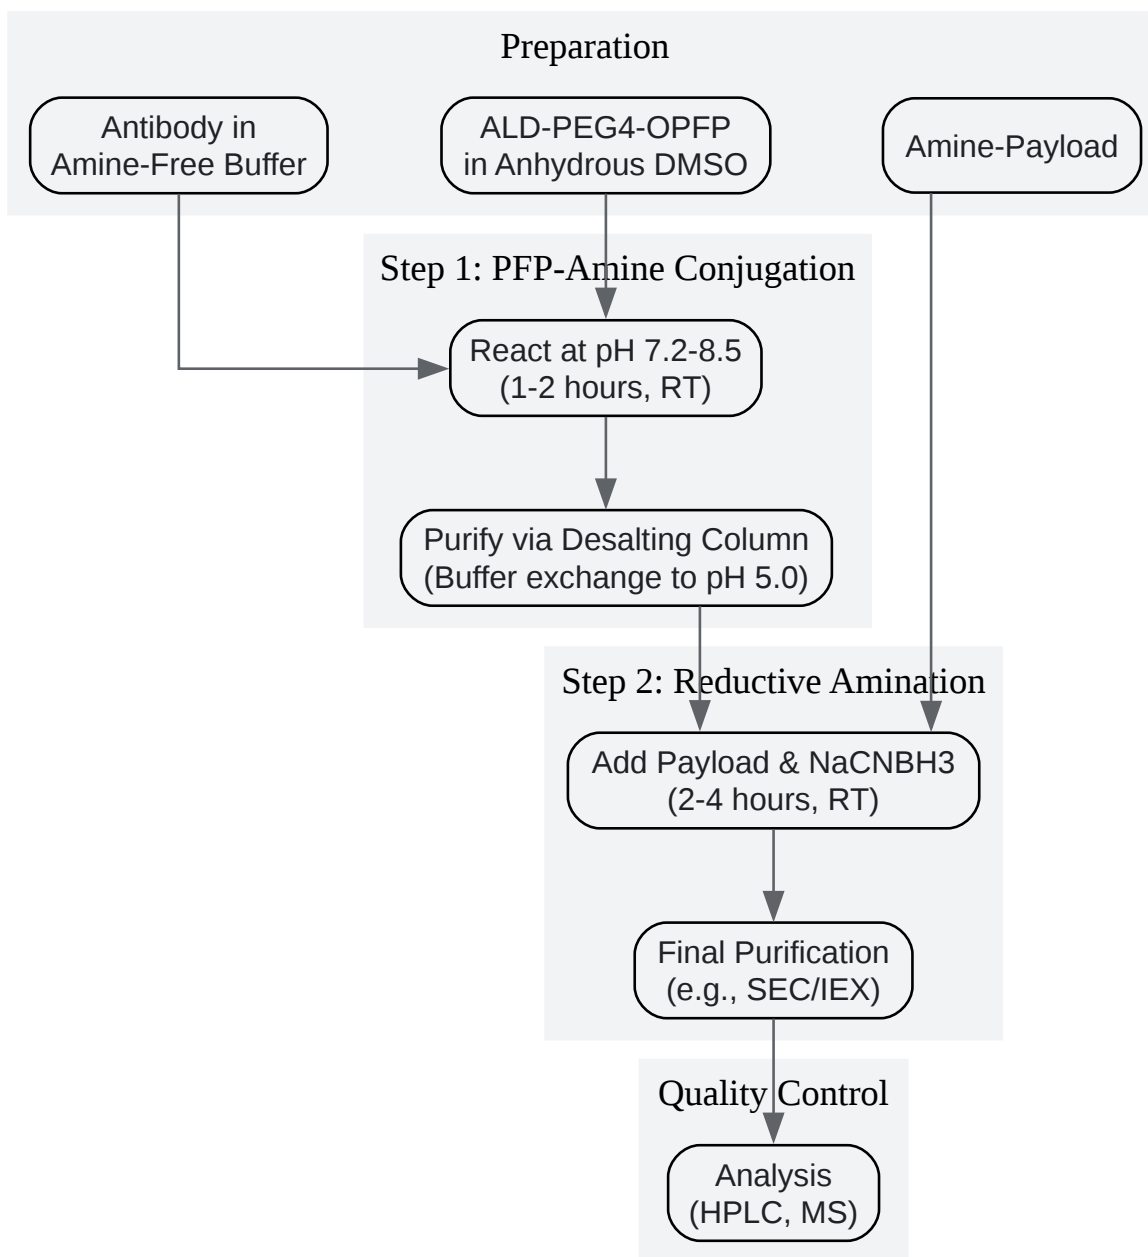 Preparation
Antibody in
Amine-Free Buffer
ALD-PEG4-OPFP
in Anhydrous DMSO
Amine-Payload
Step 1: PFP-Amine Conjugation
React at pH 7.2-8.5
(1-2 hours, RT)
Purify via Desalting Column
(Buffer exchange to pH 5.0)
Step 2: Reductive Amination
Add Payload & NaCNBH3
(2-4 hours, RT)
Final Purification
(e.g., SEC/IEX)
Quality Control
Analysis
(HPLC, MS)